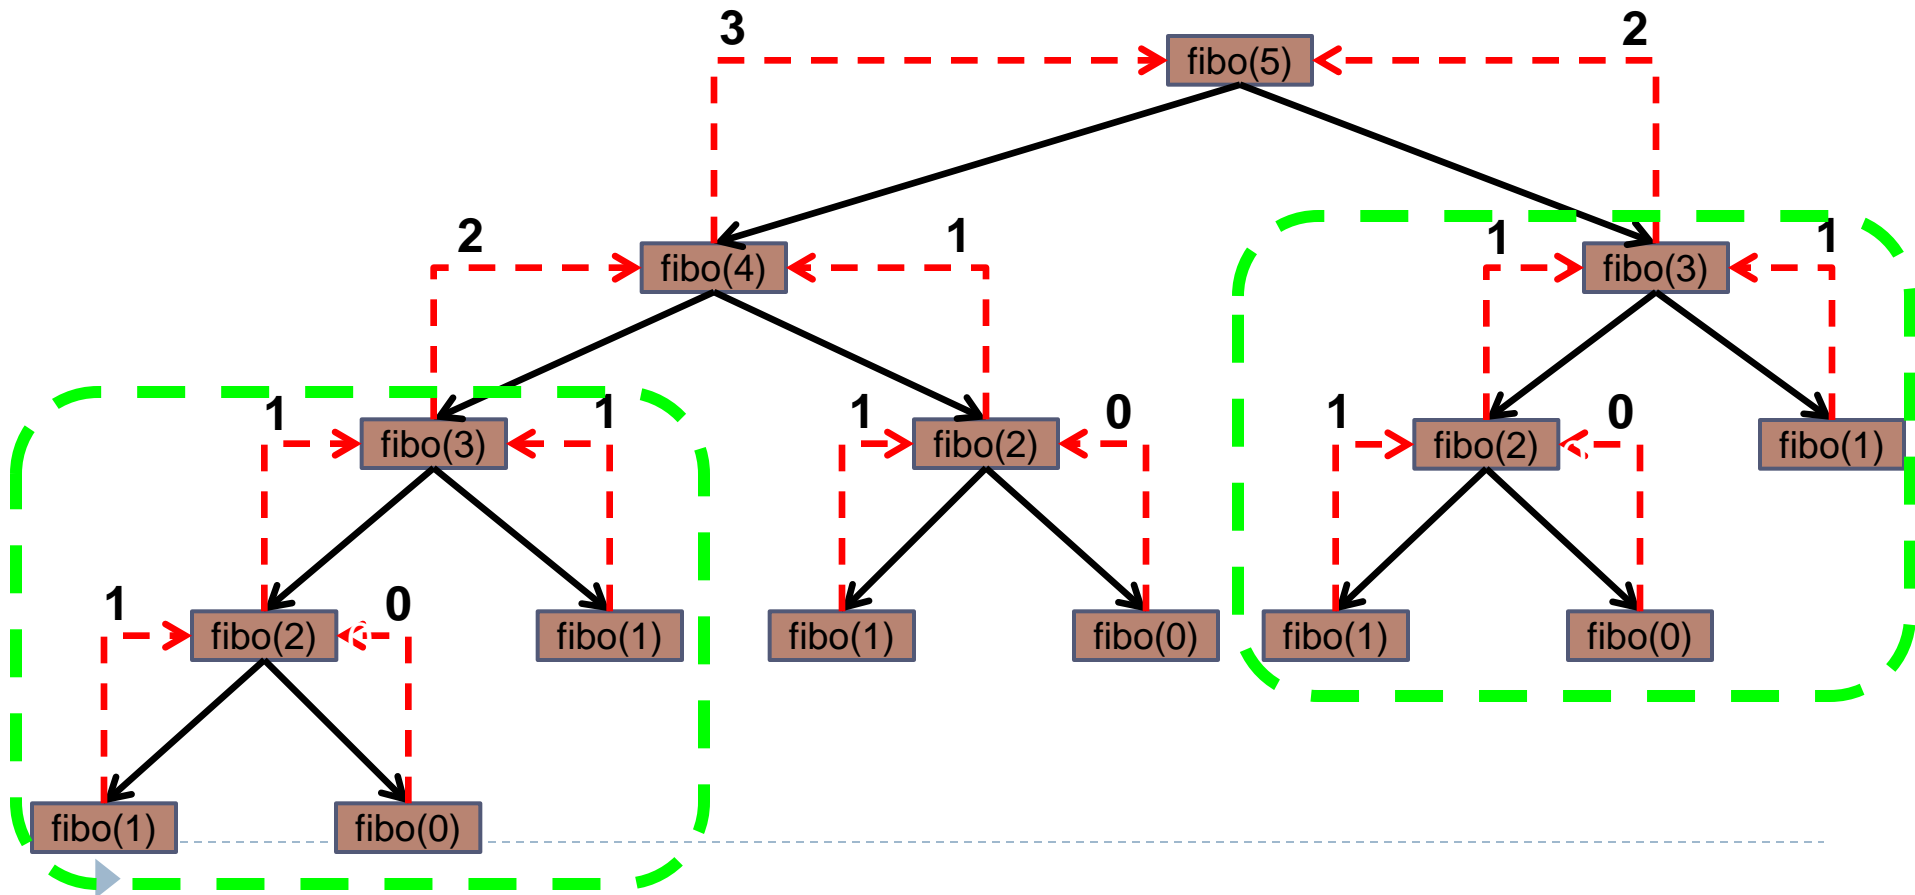 3 2
fibo(5)
2 1 1 1
fibo(4) fibo(3)
1 1 1 0 1 0
fibo(3) fibo(2) fibo(2) fibo(1)
1 0
fibo(2) fibo(1) fibo(1) fibo(0) fibo(1) fibo(0)
fibo(1) fibo(0)